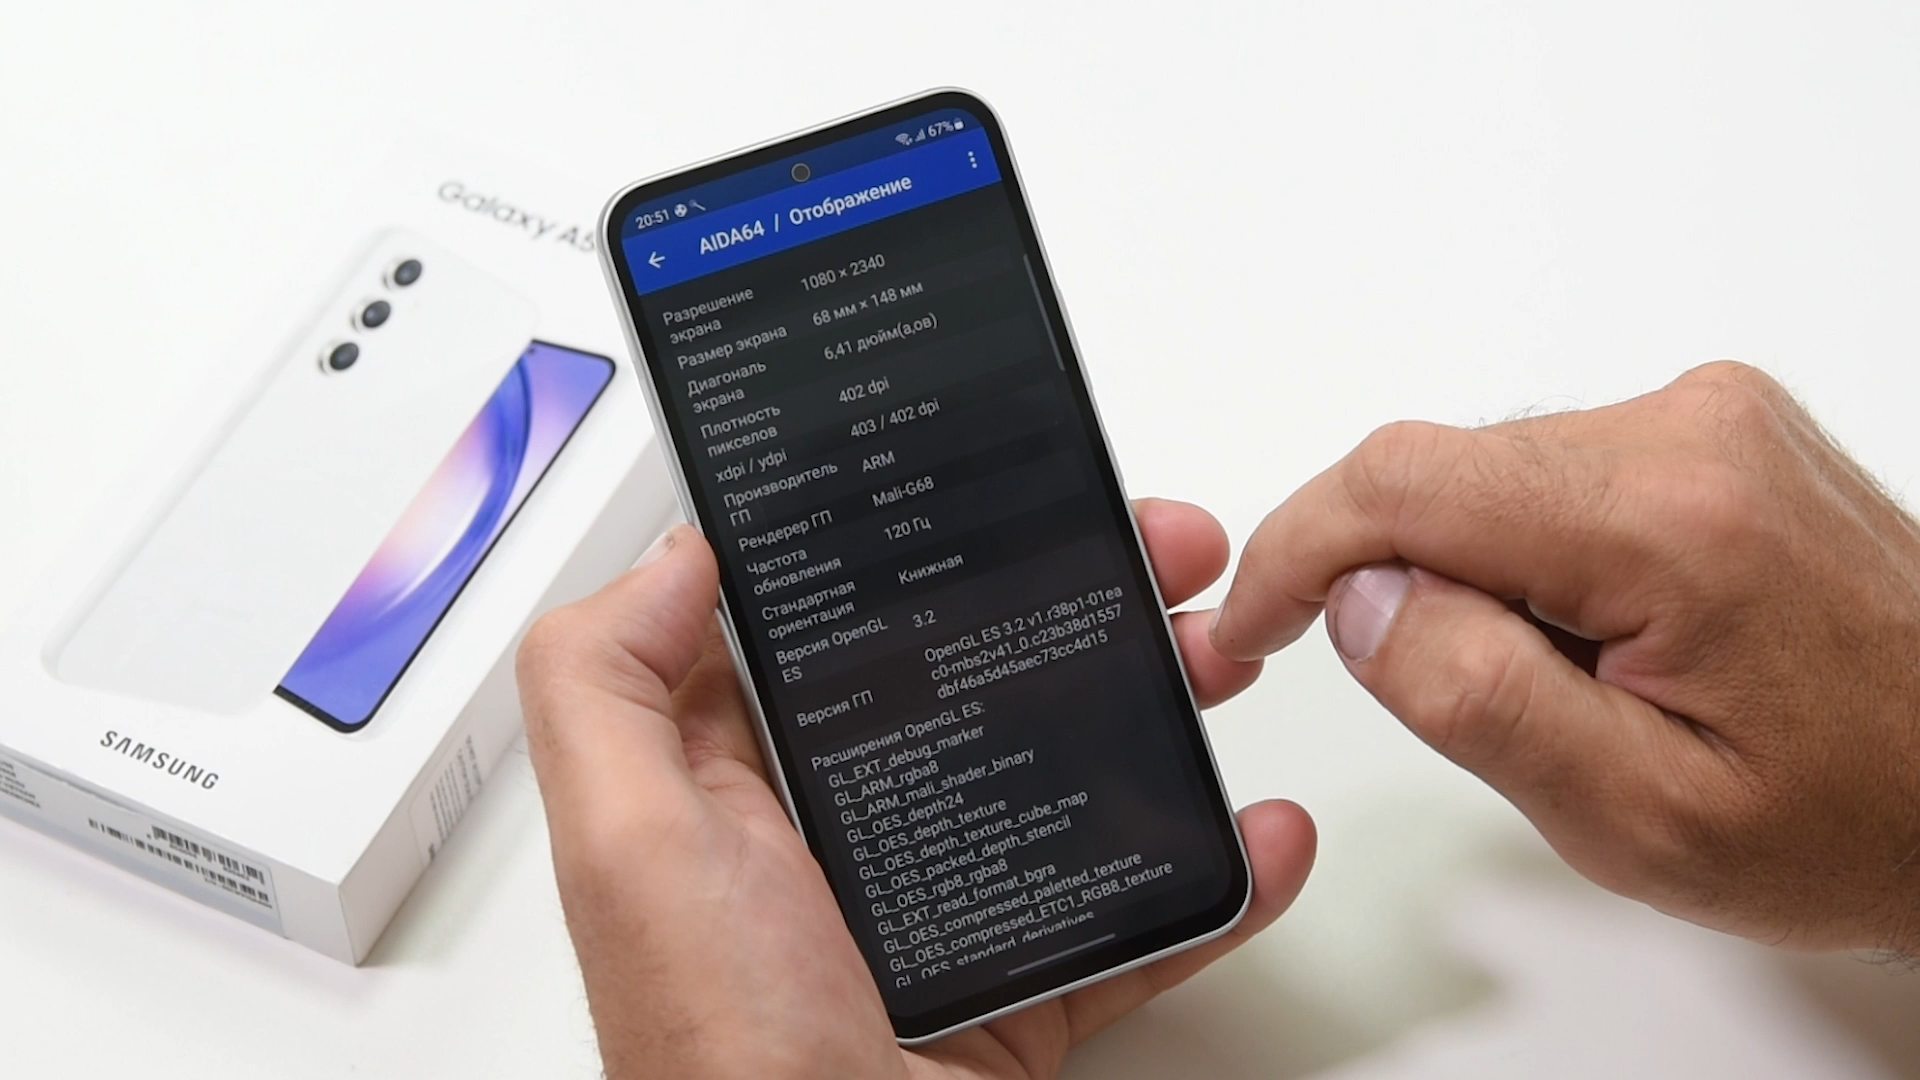 Galaxy A5
SAMSUNG
20:51
67%
AIDA64 / Отображение
Разрешение экрана 1080 × 2340
Размер экрана 68 мм × 148 мм
Диагональ экрана 6,41 дюйм(а,ов)
Плотность пикселов 402 dpi
xdpi / ydpi 403 / 402 dpi
Производитель ГП ARM
Рендерер ГП Mali-G68
Частота обновления 120 Гц
Стандартная ориентация Книжная
Версия OpenGL ES 3.2
Версия ГП OpenGL ES 3.2 v1.r38p1-01ea
c0-mbs2v41_0.c23b38d1557
dbf46a5d45aec73cc4d15
Расширения OpenGL ES:
GL_EXT_debug_marker
GL_ARM_rgba8
GL_ARM_mali_shader_binary
GL_OES_depth24
GL_OES_depth_texture
GL_OES_depth_texture_cube_map
GL_OES_packed_depth_stencil
GL_OES_rgb8_rgba8
GL_EXT_read_format_bgra
GL_OES_compressed_paletted_texture
GL_OES_compressed_ETC1_RGB8_texture
GL_OES_standard_derivatives